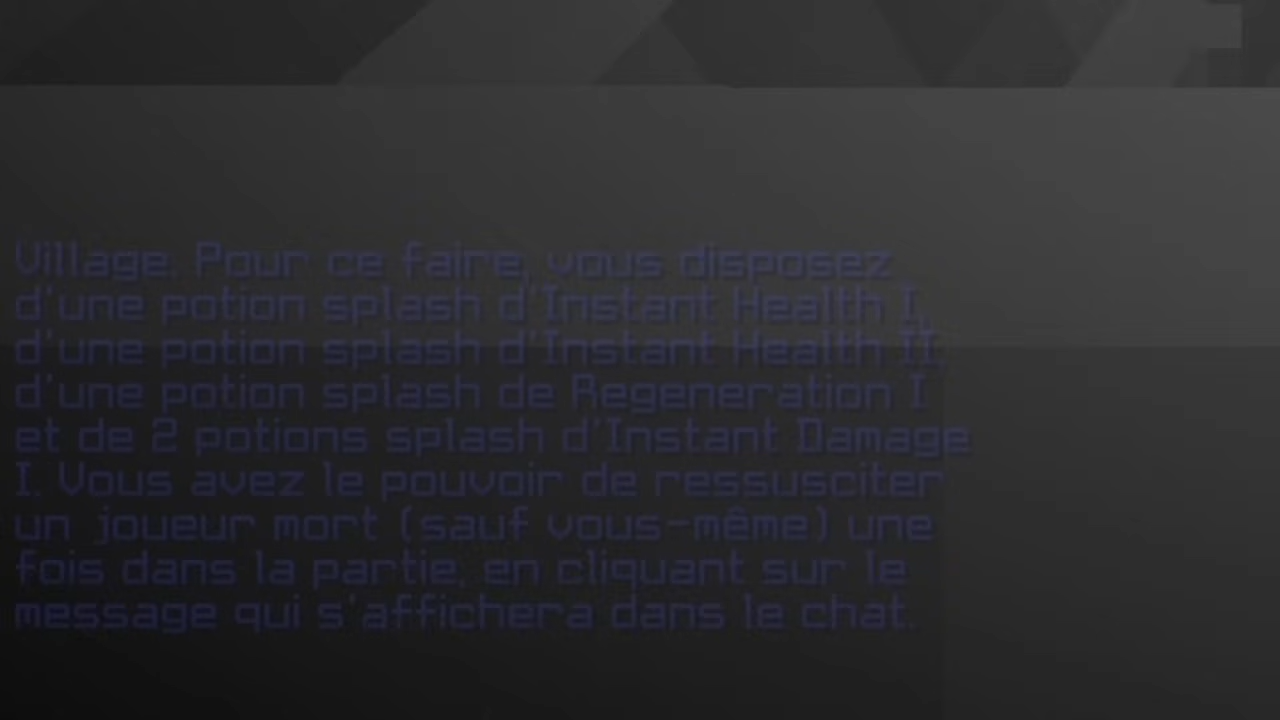 Village. Pour ce faire, vous disposez
d'une potion splash d'Instant Health I,
d'une potion splash d'Instant Health II,
d'une potion splash de Regeneration I
et de 2 potions splash d'Instant Damage
I. Vous avez le pouvoir de ressusciter
un joueur mort (sauf vous-même) une
fois dans la partie, en cliquant sur le
message qui s'affichera dans le chat.